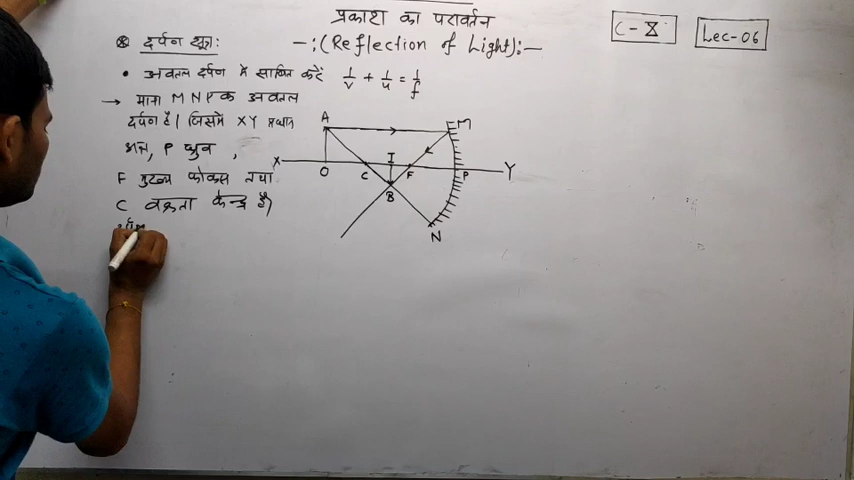 प्रकाश का परावर्तन
C-X
Lec-06
⊛ दर्पण सूत्र:
-:(Reflection of Light):-
• अवतल दर्पण में साबित करें 1/v + 1/u = 1/f
→ माना MNP एक अवतल
दर्पण है। जिसमें XY प्रधान
अक्ष, P ध्रुव,
F मुख्य फोकस तथा
C वक्रता केन्द्र है।
A
M
X
O
C
I
F
P
Y
B
N